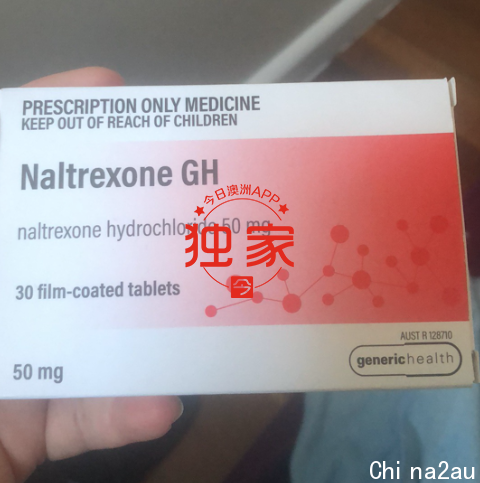 PRESCRIPTION ONLY MEDICINE
KEEP OUT OF REACH OF CHILDREN
Naltrexone GH
今日澳洲APP
naltrexone hydrochloride 50 mg
独家
今
30 film-coated tablets
AUST R 128710
generichealth
50 mg
Chi na2au